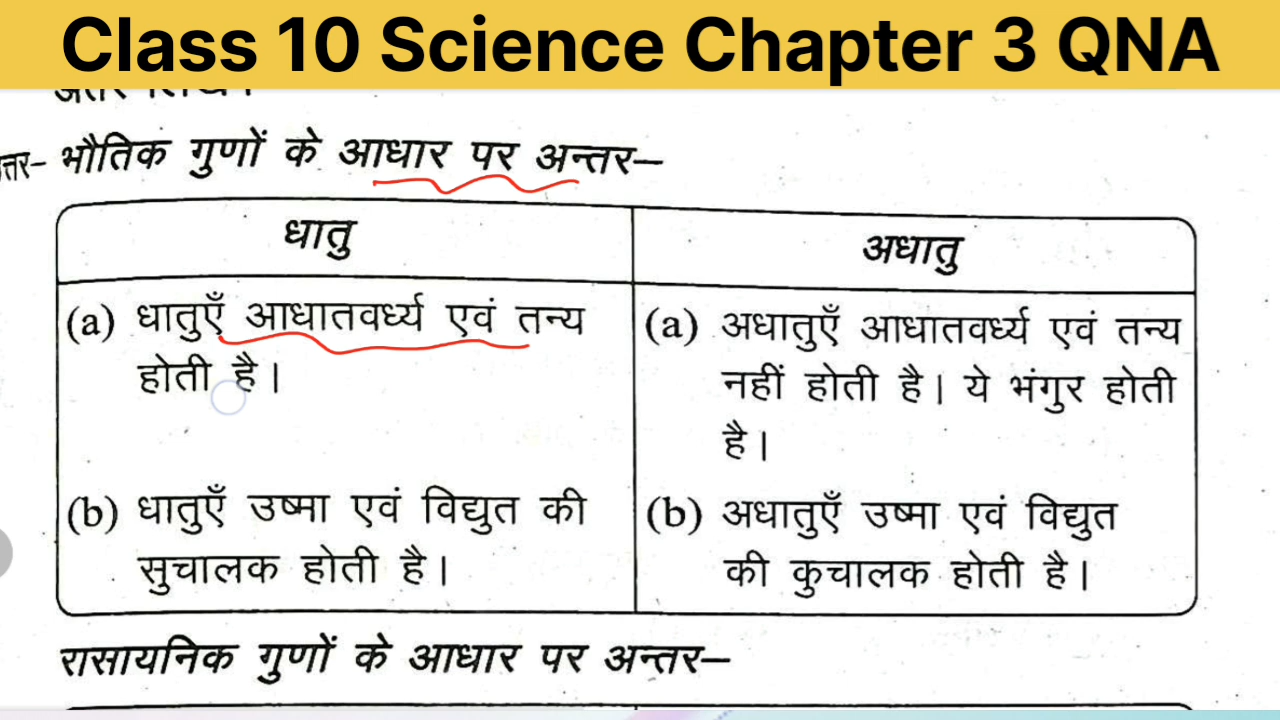 Class 10 Science Chapter 3 QNA
भौतिक गुणों के आधार पर अन्तर–
धातु
अधातु
(a) धातुएँ आधातवर्ध्य एवं तन्य
होती है।
(a) अधातुएँ आधातवर्ध्य एवं तन्य
नहीं होती है। ये भंगुर होती
है।
(b) धातुएँ उष्मा एवं विद्युत की
सुचालक होती है।
(b) अधातुएँ उष्मा एवं विद्युत
की कुचालक होती है।
रासायनिक गुणों के आधार पर अन्तर–